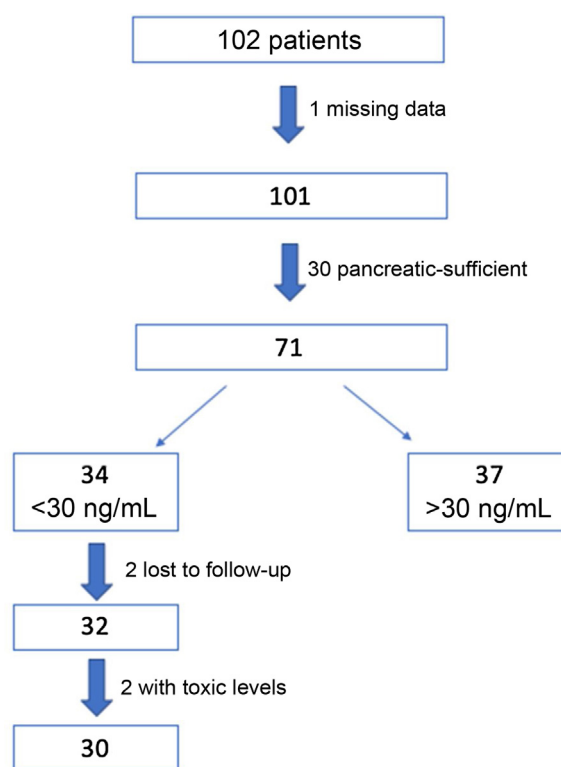 102 patients
1 missing data
101
30 pancreatic-sufficient
71
34
<30 ng/mL
37
>30 ng/mL
2 lost to follow-up
32
2 with toxic levels
30